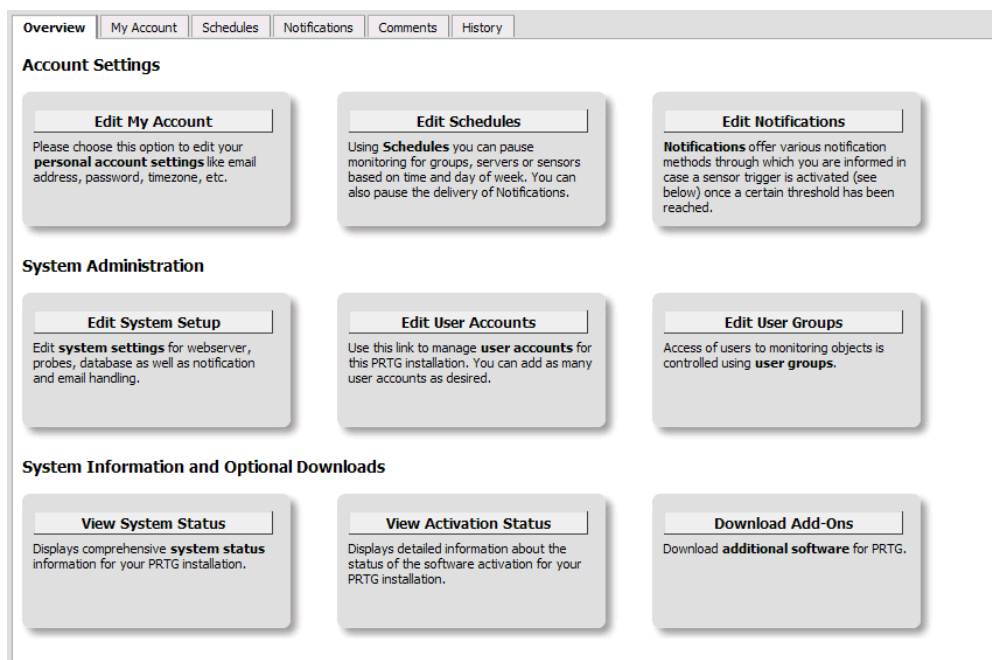 Overview My Account Schedules Notifications Comments History
Account Settings
Edit My Account
Please choose this option to edit your
personal account settings like email
address, password, timezone, etc.
Edit Schedules
Using Schedules you can pause
monitoring for groups, servers or sensors
based on time and day of week. You can
also pause the delivery of Notifications.
Edit Notifications
Notifications offer various notification
methods through which you are informed in
case a sensor trigger is activated (see
below) once a certain threshold has been
reached.
System Administration
Edit System Setup
Edit system settings for webserver,
probes, database as well as notification
and email handling.
Edit User Accounts
Use this link to manage user accounts for
this PRTG installation. You can add as many
user accounts as desired.
Edit User Groups
Access of users to monitoring objects is
controlled using user groups.
System Information and Optional Downloads
View System Status
Displays comprehensive system status
information for your PRTG installation.
View Activation Status
Displays detailed information about the
status of the software activation for your
PRTG installation.
Download Add-Ons
Download additional software for PRTG.